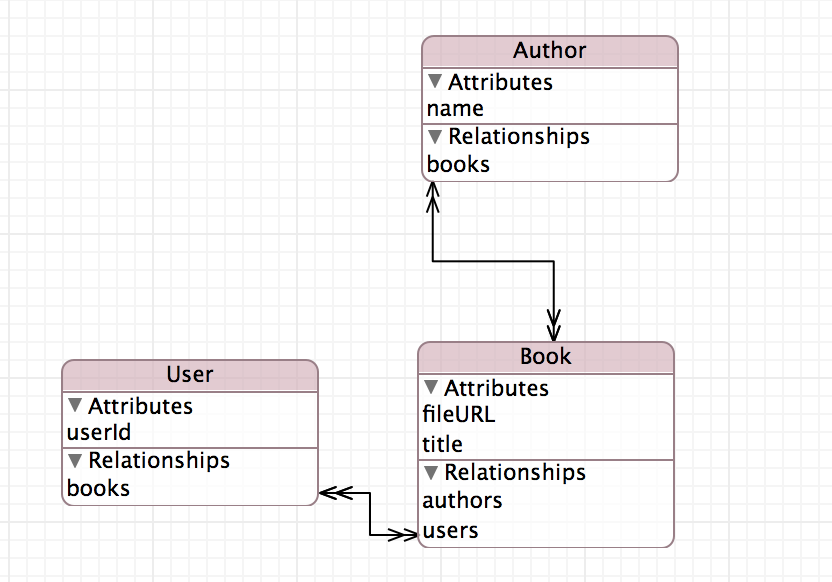 Author
Attributes
name
Relationships
books
User
Attributes
userId
Relationships
books
Book
Attributes
fileURL
title
Relationships
authors
users